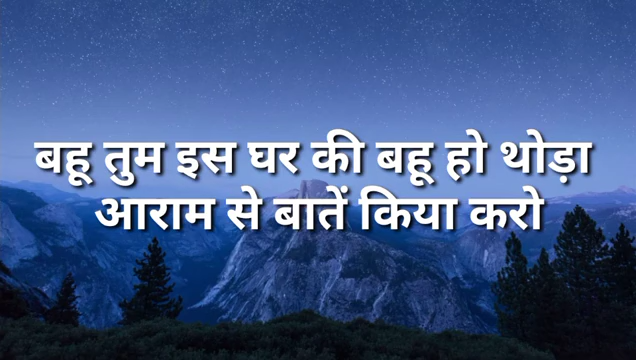 बहू तुम इस घर की बहू हो थोड़ा
आराम से बातें किया करो